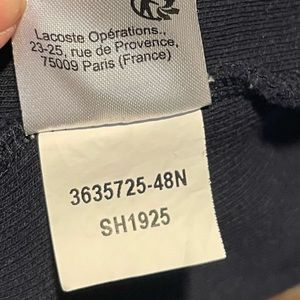 Lacoste Opérations.,
23-25, rue de Provence,
75009 Paris (France)
3635725-48N
SH1925